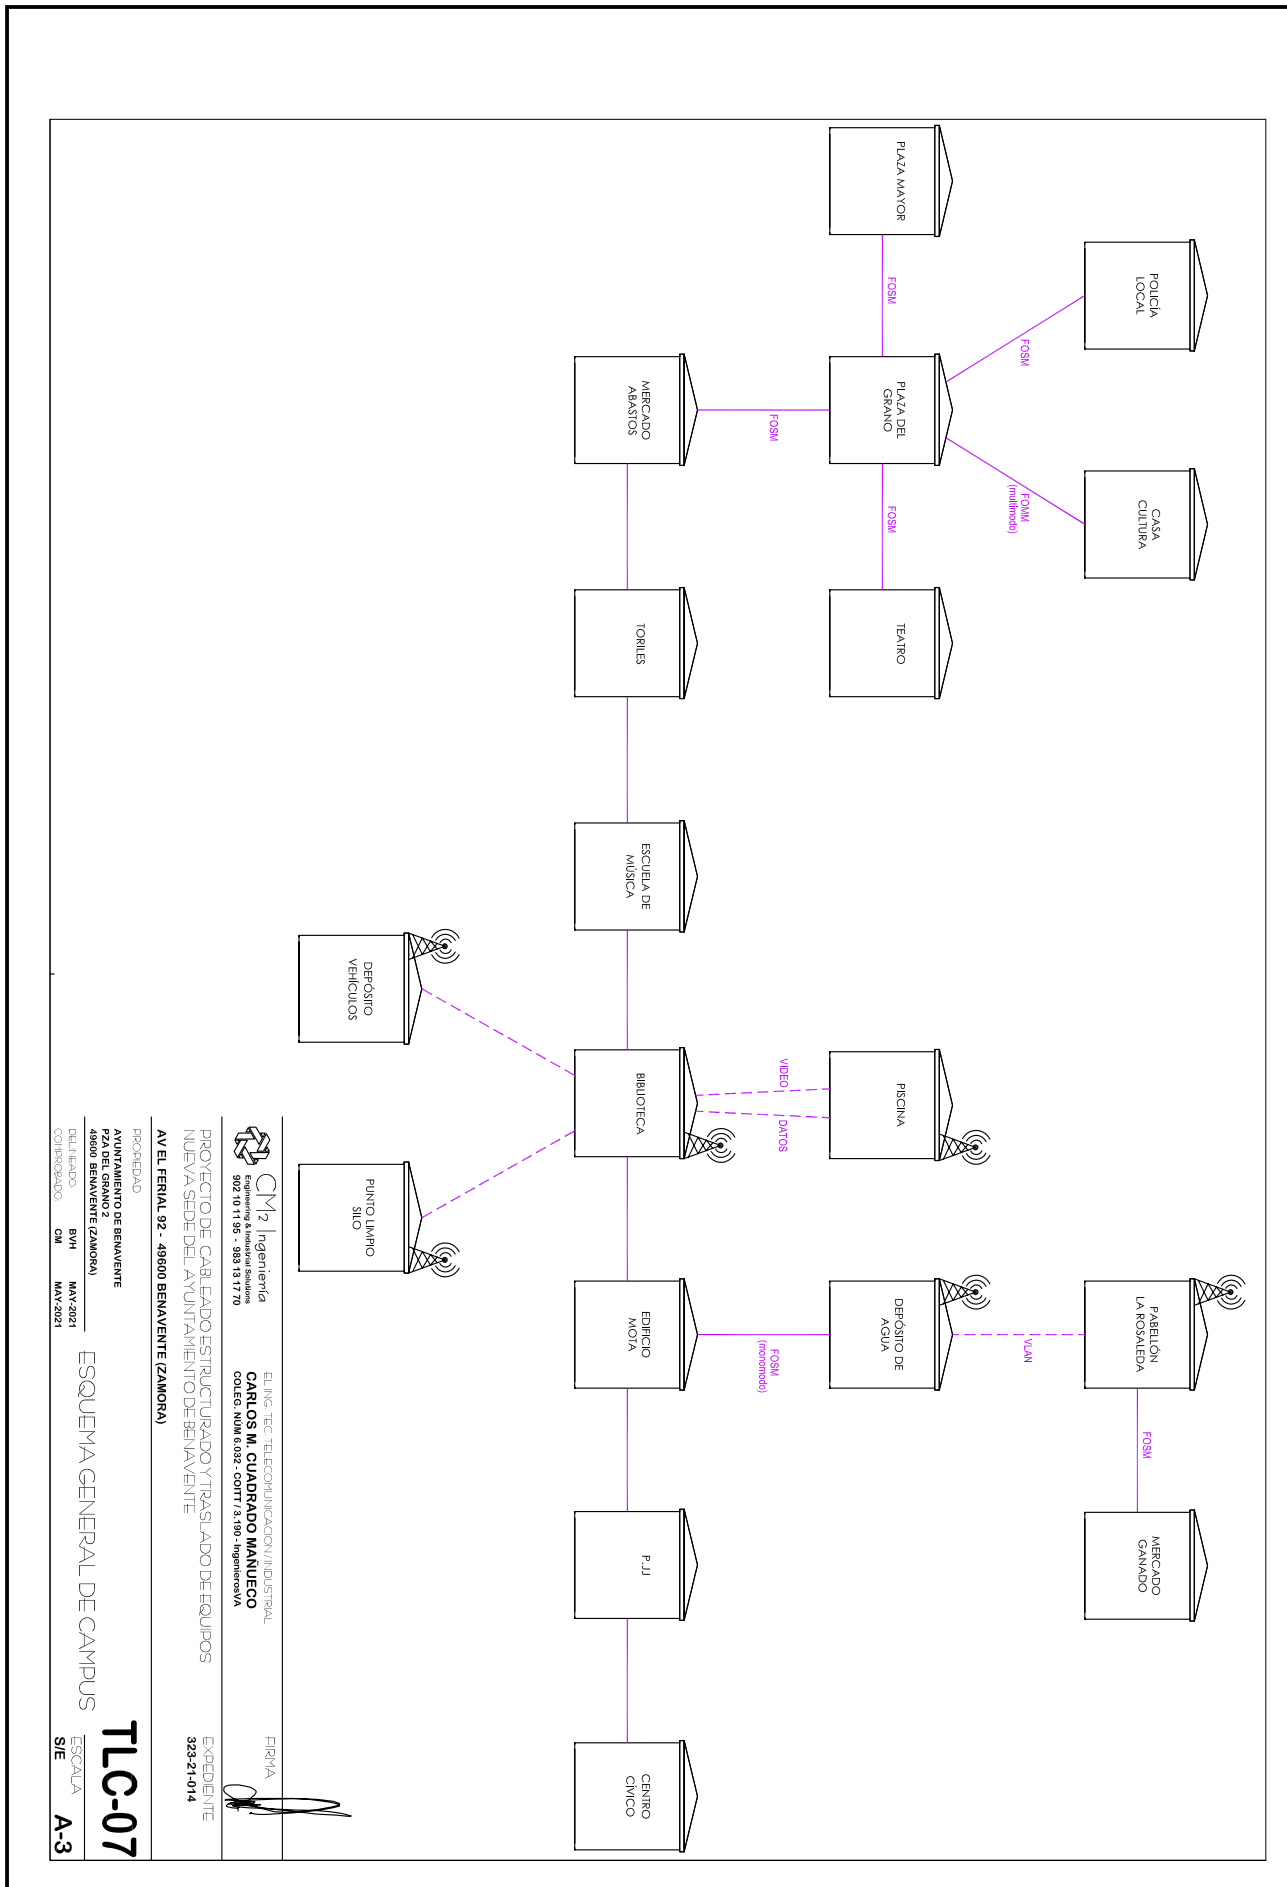 POLICÍA
LOCAL
CASA
CULTURA
PABELLÓN
LA ROSALEDA
MERCADO
GANADO
FOSM
FOSM
FOMM
(multimodo)
VLAN
PLAZA MAYOR
FOSM
PLAZA DEL
GRANO
FOSM
TEATRO
PISCINA
DEPÓSITO DE
AGUA
FOSM
VIDEO
DATOS
FOSM
(monomodo)
MERCADO
ABASTOS
TORILES
ESCUELA DE
MÚSICA
BIBLIOTECA
EDIFICIO
MOTA
P.JJ
CENTRO
CÍVICO
DEPÓSITO
VEHÍCULOS
PUNTO LIMPIO
SILO
CM2 Ingeniería
Engineering & Industrial Solutions
902 10 11 95 - 983 13 17 70
EL ING. TEC. TELECOMUNICACION / INDUSTRIAL
CARLOS M. CUADRADO MAÑUECO
COLEG. NÚM 6.032 - COITT / 3.190 - IngenierosVA
FIRMA
PROYECTO DE CABLEADO ESTRUCTURADO Y TRASLADO DE EQUIPOS
NUEVA SEDE DEL AYUNTAMIENTO DE BENAVENTE
EXPEDIENTE
323-21-014
AV EL FERIAL 92 - 49600 BENAVENTE (ZAMORA)
PROPIEDAD
AYUNTAMIENTO DE BENAVENTE
PZA DEL GRANO 2
49600 BENAVENTE (ZAMORA)
DELINEADO: BVH MAY-2021
COMPROBADO: CM MAY-2021
ESQUEMA GENERAL DE CAMPUS
TLC-07
ESCALA
S/E
A-3